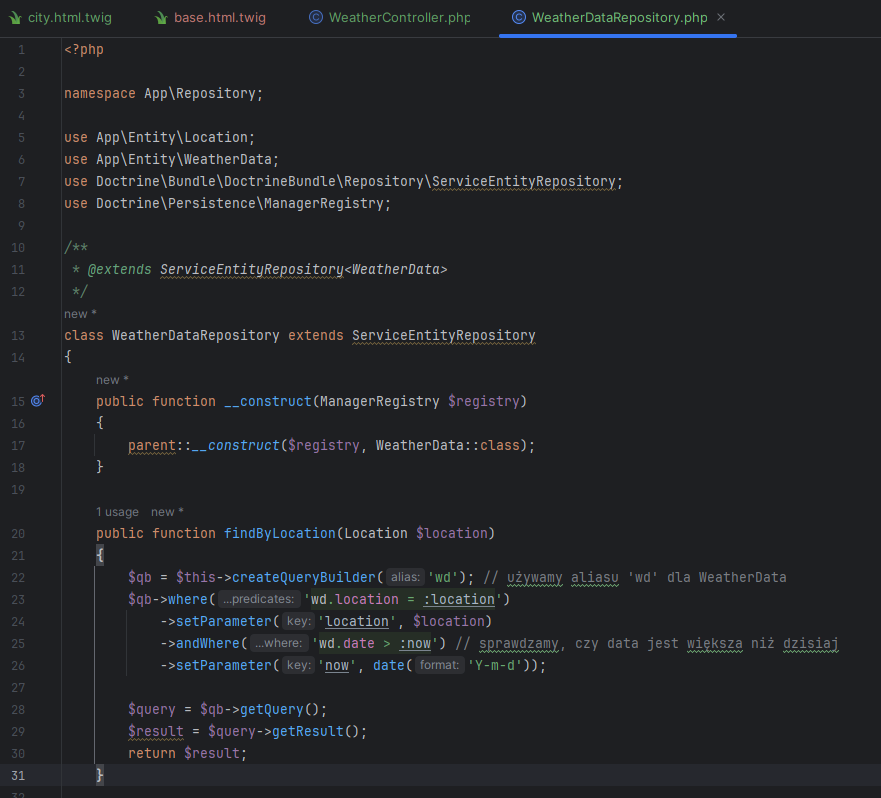 city.html.twig base.html.twig WeatherController.php WeatherDataRepository.php
1 <?php
2
3 namespace App\Repository;
4
5 use App\Entity\Location;
6 use App\Entity\WeatherData;
7 use Doctrine\Bundle\DoctrineBundle\Repository\ServiceEntityRepository;
8 use Doctrine\Persistence\ManagerRegistry;
9
10 /**
11 * @extends ServiceEntityRepository<WeatherData>
12 */
new *
13 class WeatherDataRepository extends ServiceEntityRepository
14 {
new *
15 public function __construct(ManagerRegistry $registry)
16 {
17 parent::__construct($registry, WeatherData::class);
18 }
19
1 usage new *
20 public function findByLocation(Location $location)
21 {
22 $qb = $this->createQueryBuilder( alias: 'wd'); // używamy aliasu 'wd' dla WeatherData
23 $qb->where( ...predicates: 'wd.location = :location')
24 ->setParameter( key: 'location', $location)
25 ->andWhere( ...where: 'wd.date > :now') // sprawdzamy, czy data jest większa niż dzisiaj
26 ->setParameter( key: 'now', date( format: 'Y-m-d'));
27
28 $query = $qb->getQuery();
29 $result = $query->getResult();
30 return $result;
31 }
32